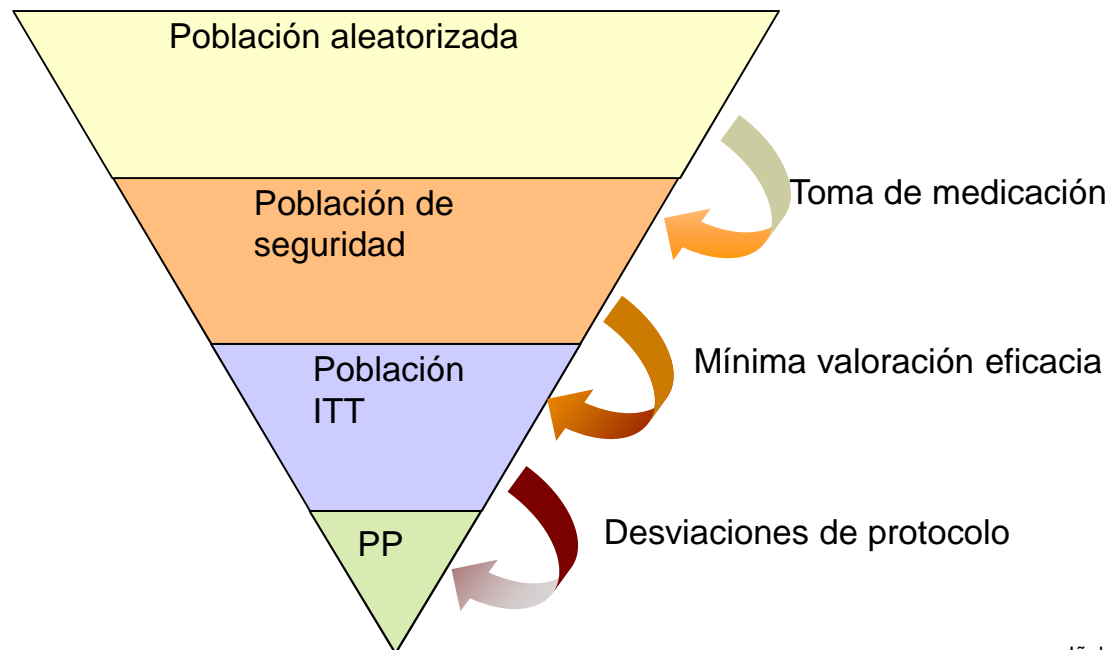 Población aleatorizada
Toma de medicación
Población de
seguridad
Mínima valoración eficacia
Población
ITT
Desviaciones de protocolo
PP